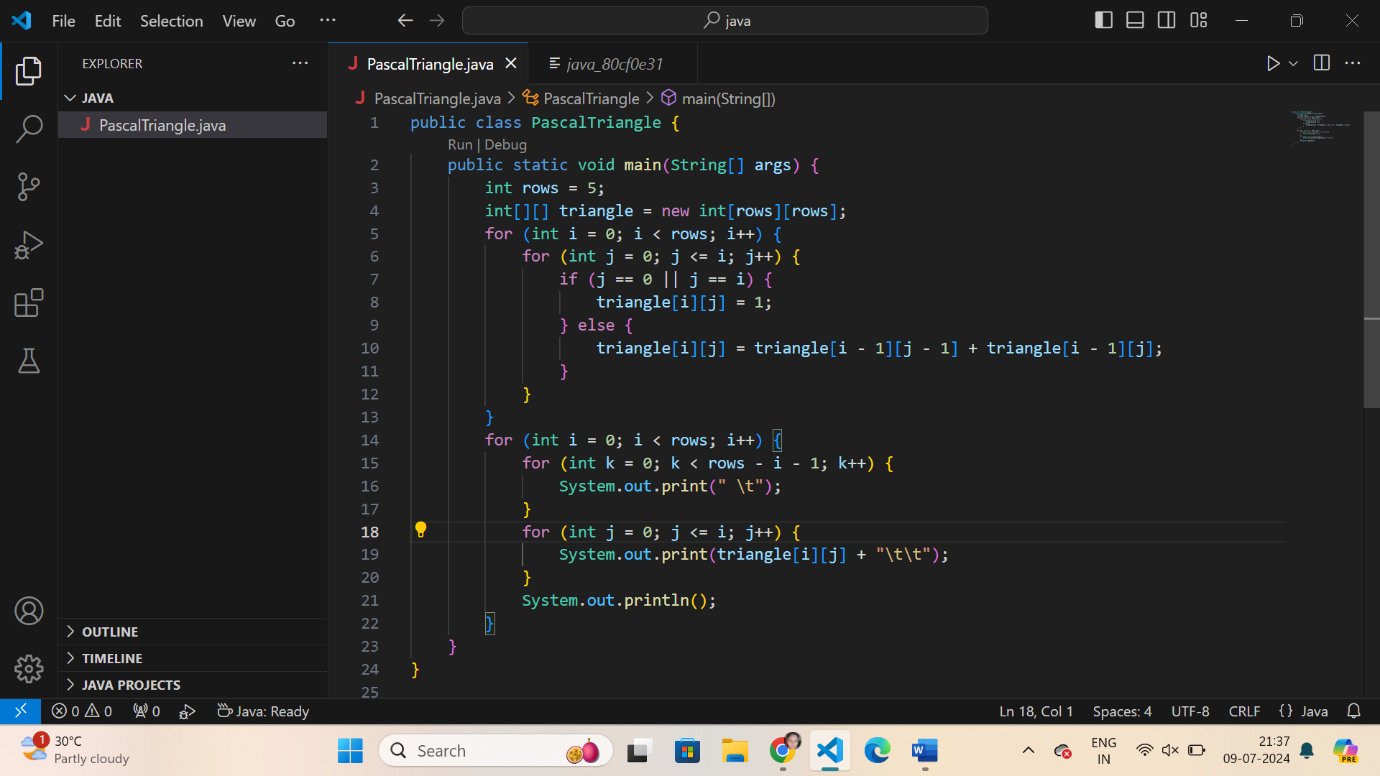 File Edit Selection View Go ··· java
EXPLORER ···
JAVA
J PascalTriangle.java
OUTLINE
TIMELINE
JAVA PROJECTS
J PascalTriangle.java java_80cf0e31
J PascalTriangle.java > PascalTriangle > main(String[])
1 public class PascalTriangle {
Run | Debug
2 public static void main(String[] args) {
3 int rows = 5;
4 int[][] triangle = new int[rows][rows];
5 for (int i = 0; i < rows; i++) {
6 for (int j = 0; j <= i; j++) {
7 if (j == 0 || j == i) {
8 triangle[i][j] = 1;
9 } else {
10 triangle[i][j] = triangle[i - 1][j - 1] + triangle[i - 1][j];
11 }
12 }
13 }
14 for (int i = 0; i < rows; i++) {
15 for (int k = 0; k < rows - i - 1; k++) {
16 System.out.print(" \t");
17 }
18 for (int j = 0; j <= i; j++) {
19 System.out.print(triangle[i][j] + "\t\t");
20 }
21 System.out.println();
22 }
23 }
24 }
25
0 0 0 Java: Ready Ln 18, Col 1 Spaces: 4 UTF-8 CRLF {} Java
1 30°C
Partly cloudy
Search
W
PRE
ENG
IN
21:37
09-07-2024